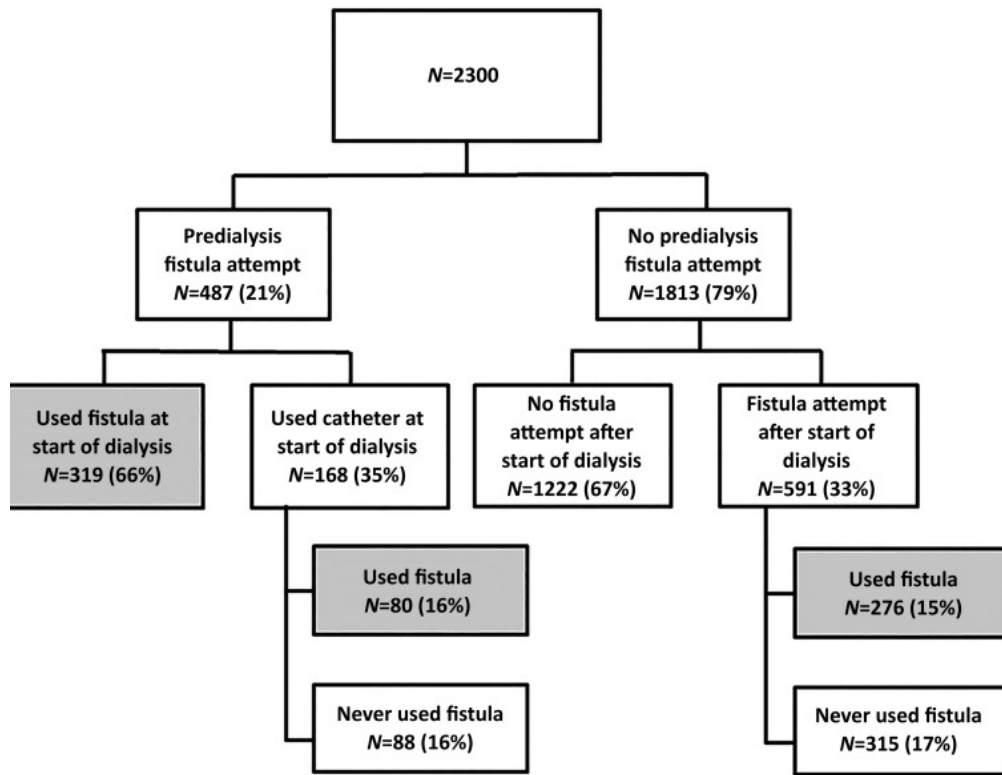 N=2300
Predialysis
fistula attempt
N=487 (21%)
No predialysis
fistula attempt
N=1813 (79%)
Used fistula at
start of dialysis
N=319 (66%)
Used catheter at
start of dialysis
N=168 (35%)
No fistula
attempt after
start of dialysis
N=1222 (67%)
Fistula attempt
after start of
dialysis
N=591 (33%)
Used fistula
N=80 (16%)
Used fistula
N=276 (15%)
Never used fistula
N=88 (16%)
Never used fistula
N=315 (17%)